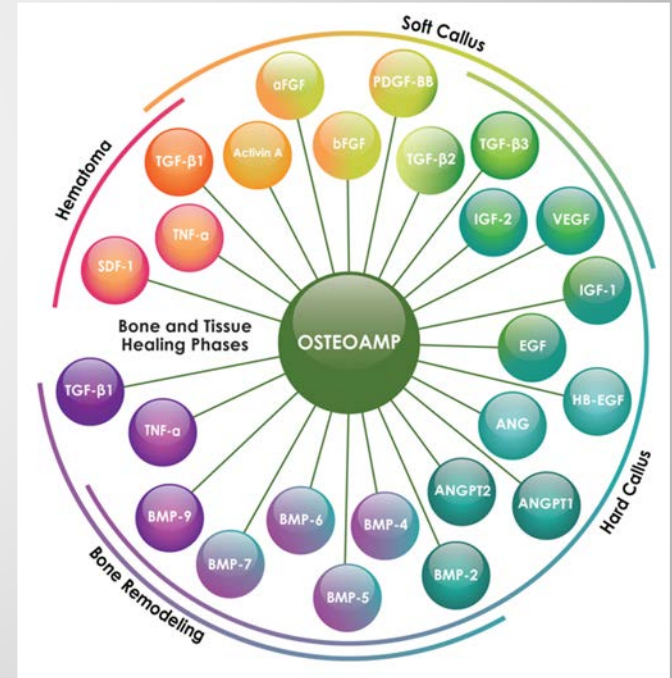 Soft Callus
Hematoma
Hard Callus
Bone Remodeling
Bone and Tissue
Healing Phases
OSTEOAMP
aFGF
PDGF-BB
TGF-β1
Activin A
bFGF
TGF-β2
TGF-β3
TNF-α
IGF-2
VEGF
SDF-1
IGF-1
EGF
TGF-β1
HB-EGF
TNF-α
ANG
ANGPT2
ANGPT1
BMP-9
BMP-6
BMP-4
BMP-7
BMP-5
BMP-2